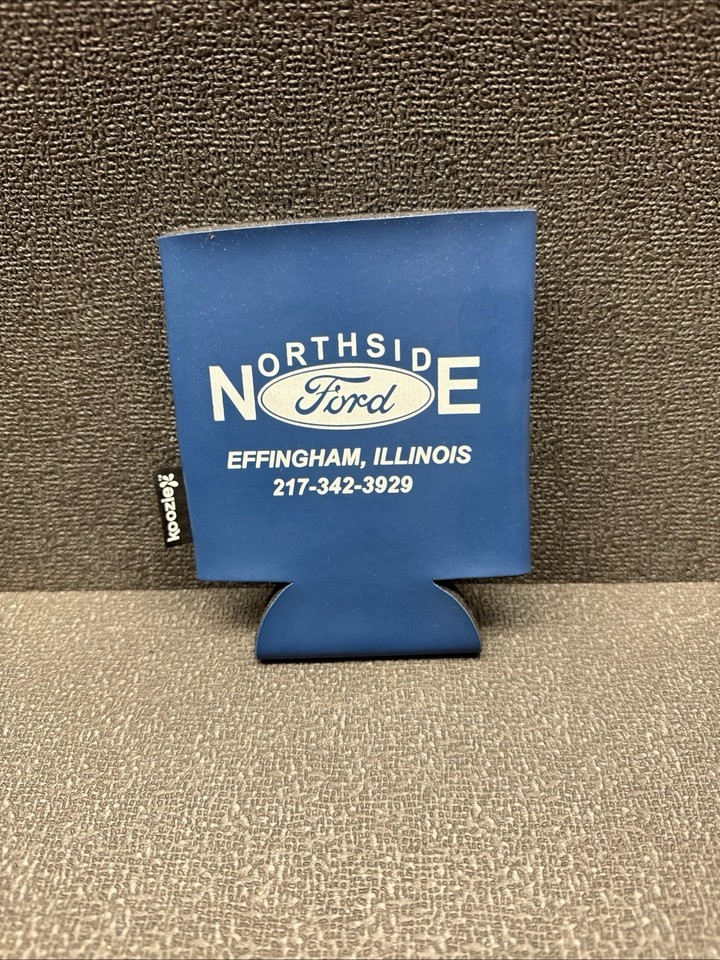 NORTHSIDE
Ford
EFFINGHAM, ILLINOIS
217-342-3929
koozie